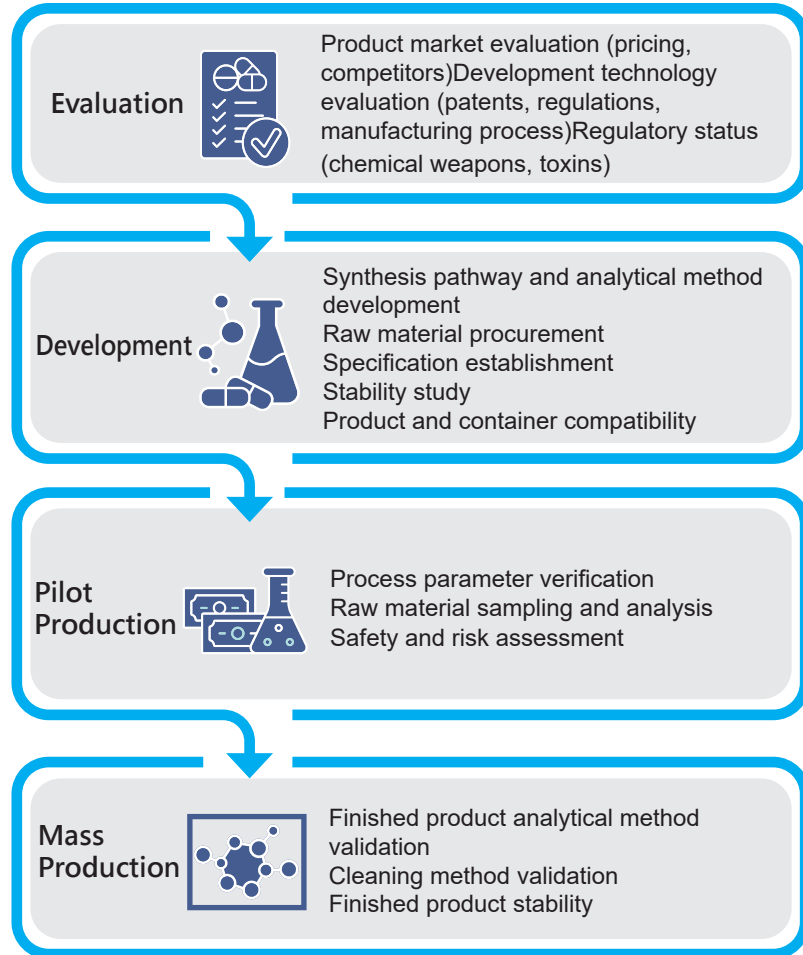 Evaluation
Product market evaluation (pricing,
competitors)Development technology
evaluation (patents, regulations,
manufacturing process)Regulatory status
(chemical weapons, toxins)
Development
Synthesis pathway and analytical method
development
Raw material procurement
Specification establishment
Stability study
Product and container compatibility
Pilot
Production
Process parameter verification
Raw material sampling and analysis
Safety and risk assessment
Mass
Production
Finished product analytical method
validation
Cleaning method validation
Finished product stability